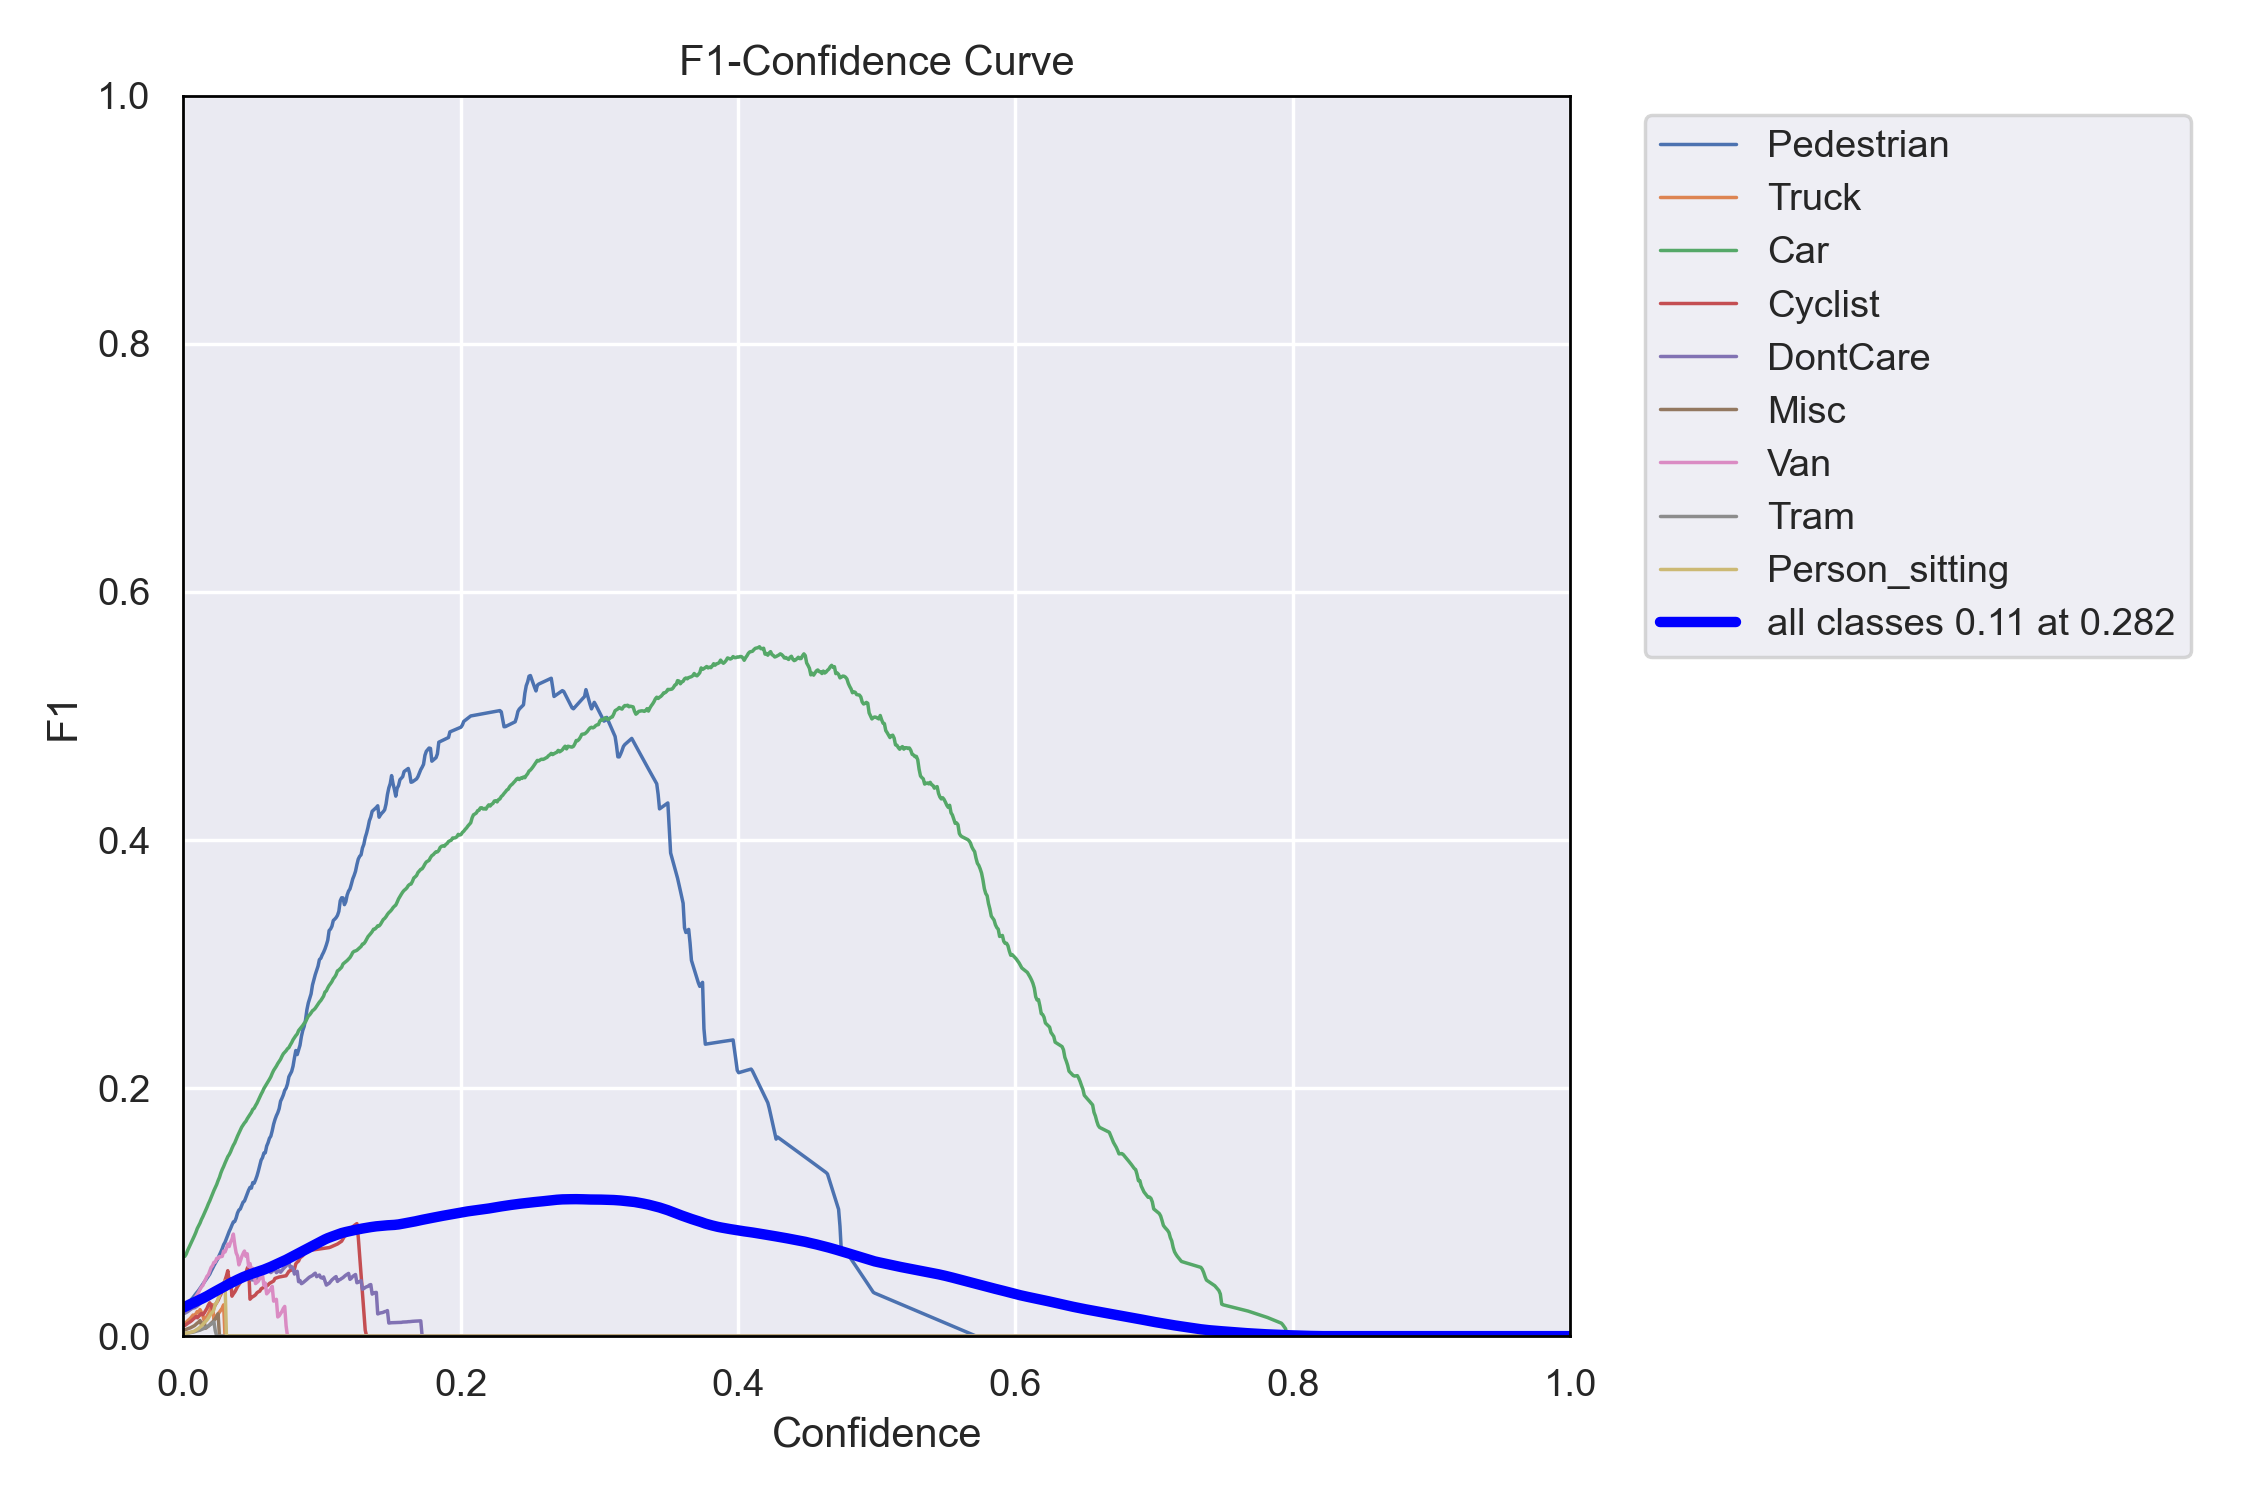 F1-Confidence Curve
1.0
0.8
0.6
0.4
0.2
0.0
F1
0.0 0.2 0.4 0.6 0.8 1.0
Confidence
Pedestrian
Truck
Car
Cyclist
DontCare
Misc
Van
Tram
Person_sitting
all classes 0.11 at 0.282